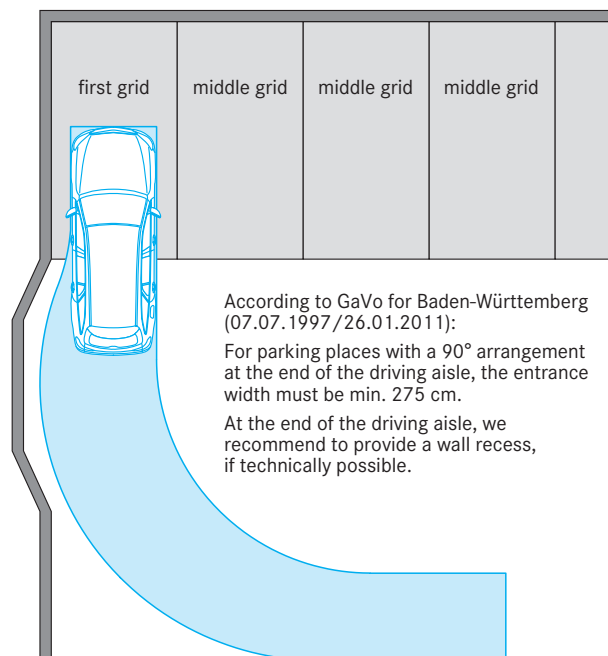 first grid
middle grid
middle grid
middle grid
According to GaVo for Baden-Württemberg
(07.07.1997/26.01.2011):
For parking places with a 90° arrangement
at the end of the driving aisle, the entrance
width must be min. 275 cm.
At the end of the driving aisle, we
recommend to provide a wall recess,
if technically possible.